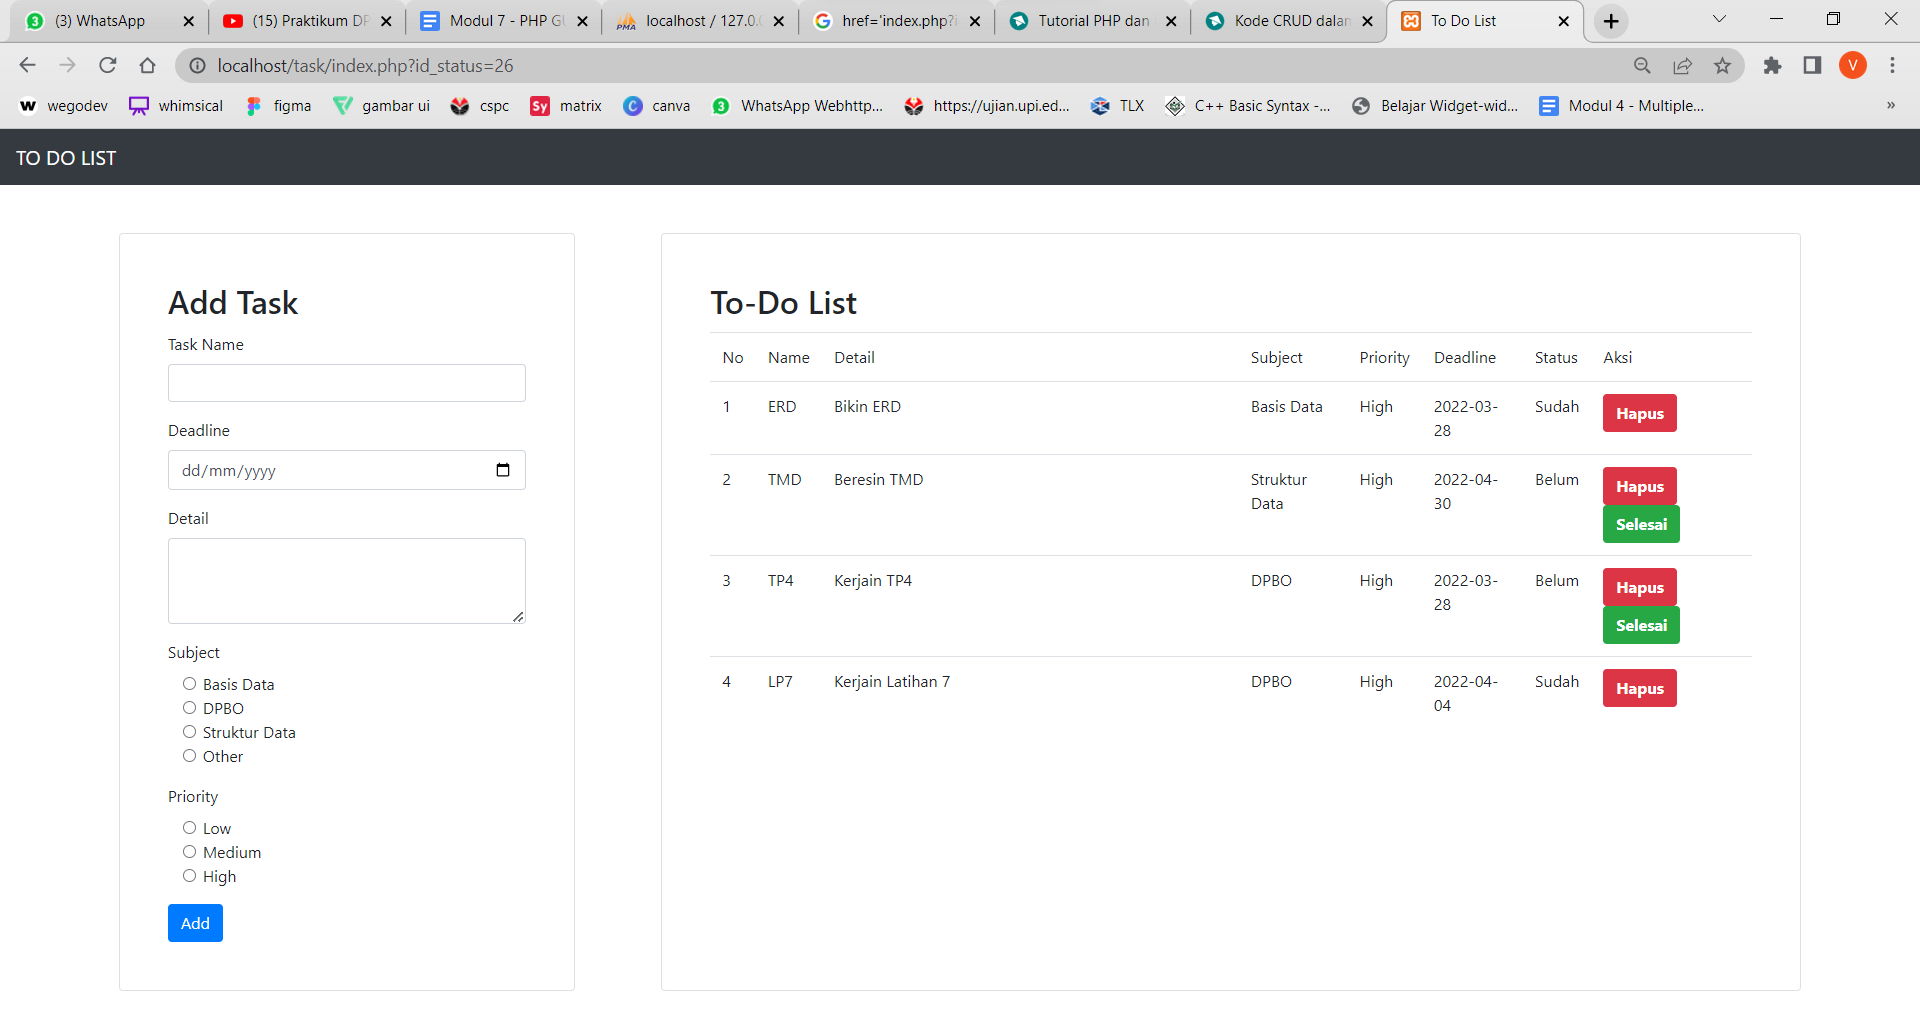 (3) WhatsApp
(15) Praktikum DP
Modul 7 - PHP GU
localhost / 127.0.0
href='index.php?i
Tutorial PHP dan
Kode CRUD dalan
To Do List
localhost/task/index.php?id_status=26
V
wegodev
whimsical
figma
gambar ui
cspc
Sy matrix
canva
WhatsApp Webhttp...
https://ujian.upi.ed...
TLX
C++ Basic Syntax -...
Belajar Widget-wid...
Modul 4 - Multiple...
»
TO DO LIST
Add Task
Task Name
Deadline
dd/mm/yyyy
Detail
Subject
Basis Data
DPBO
Struktur Data
Other
Priority
Low
Medium
High
Add
To-Do List
No Name Detail Subject Priority Deadline Status Aksi
1 ERD Bikin ERD Basis Data High 2022-03- Sudah Hapus
28
2 TMD Beresin TMD Struktur High 2022-04- Belum Hapus
Data 30 Selesai
3 TP4 Kerjain TP4 DPBO High 2022-03- Belum Hapus
28 Selesai
4 LP7 Kerjain Latihan 7 DPBO High 2022-04- Sudah Hapus
04